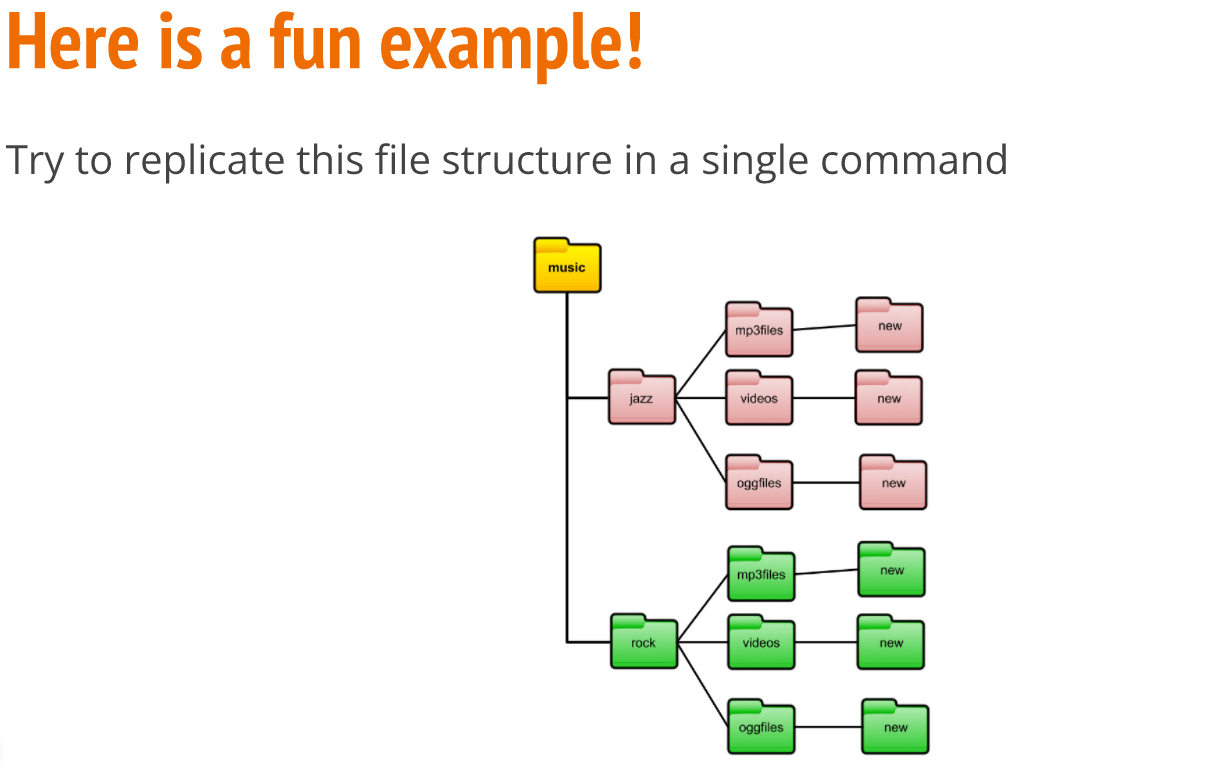 Here is a fun example!
Try to replicate this file structure in a single command
music
jazz
mp3files
new
videos
new
oggfiles
new
rock
mp3files
new
videos
new
oggfiles
new